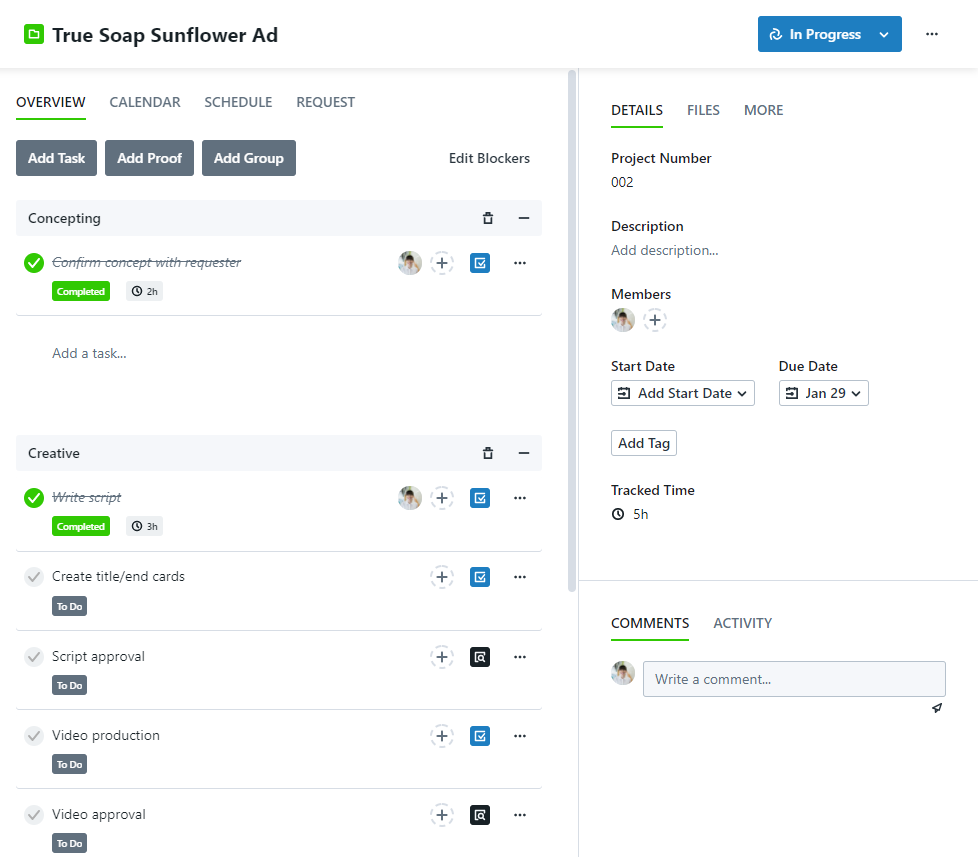 True Soap Sunflower Ad
In Progress
OVERVIEW CALENDAR SCHEDULE REQUEST
Add Task Add Proof Add Group Edit Blockers
Concepting
Confirm concept with requester
Completed 2h
Add a task...
Creative
Write script
Completed 3h
Create title/end cards
To Do
Script approval
To Do
Video production
To Do
Video approval
To Do
DETAILS FILES MORE
Project Number
002
Description
Add description...
Members
Start Date Due Date
Add Start Date Jan 29
Add Tag
Tracked Time
5h
COMMENTS ACTIVITY
Write a comment...